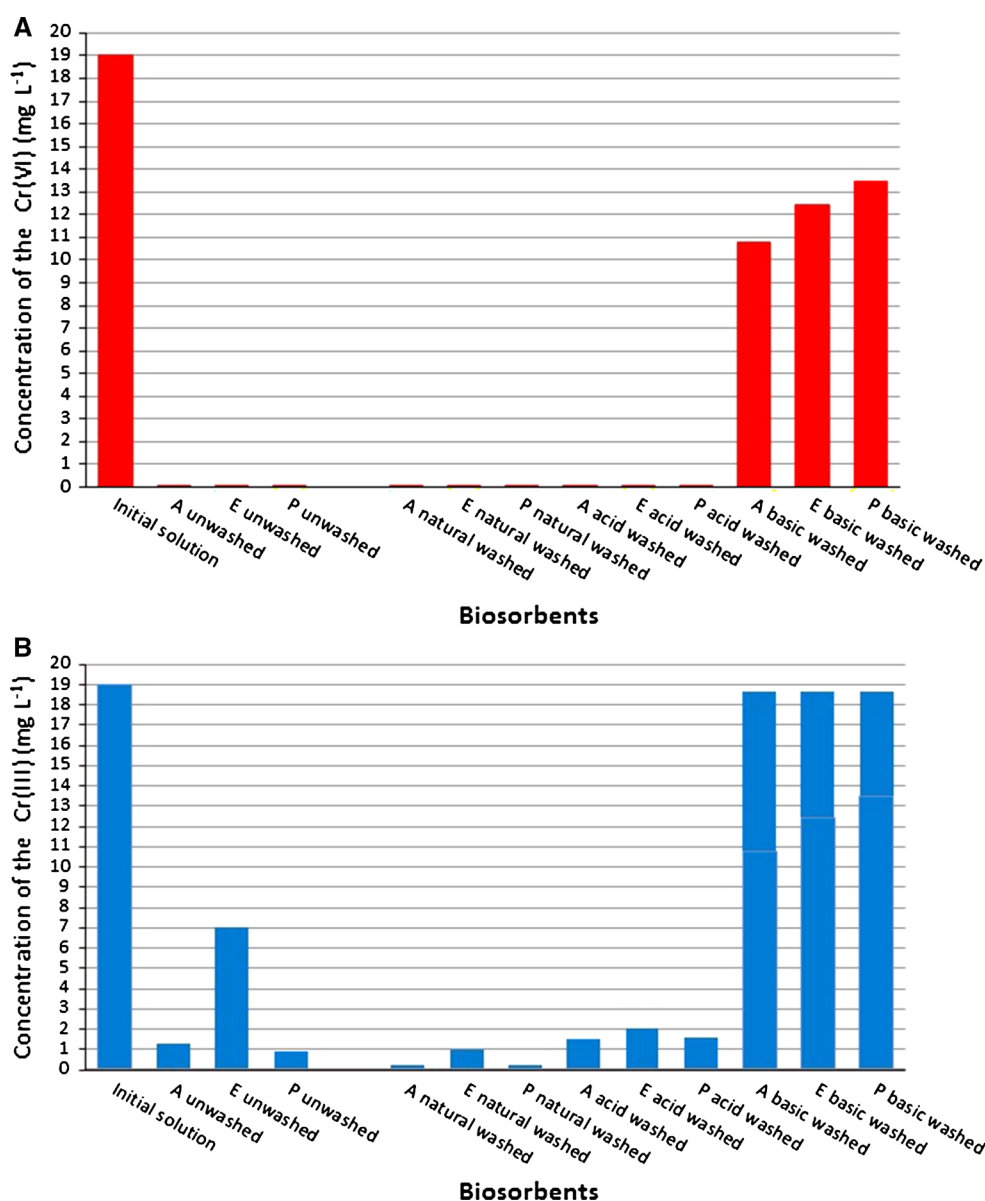 A
Concentration of the Cr(VI) (mg L-1)
20
19
18
17
16
15
14
13
12
11
10
9
8
7
6
5
4
3
2
1
0
Initial solution
A unwashed
E unwashed
P unwashed
A natural washed
E natural washed
P natural washed
A acid washed
E acid washed
P acid washed
A basic washed
E basic washed
P basic washed
Biosorbents
B
Concentration of the Cr(III) (mg L-1)
20
19
18
17
16
15
14
13
12
11
10
9
8
7
6
5
4
3
2
1
0
Initial solution
A unwashed
E unwashed
P unwashed
A natural washed
E natural washed
P natural washed
A acid washed
E acid washed
P acid washed
A basic washed
E basic washed
P basic washed
Biosorbents